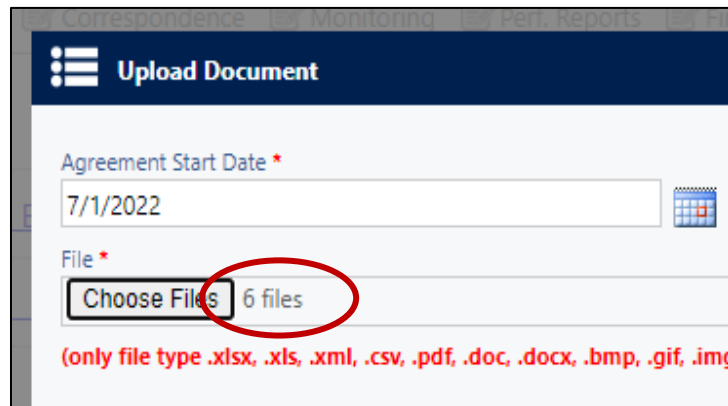 Correspondence Monitoring Perf. Reports Fi
Upload Document
Agreement Start Date *
7/1/2022
File *
Choose Files 6 files
(only file type .xlsx, .xls, .xml, .csv, .pdf, .doc, .docx, .bmp, .gif, .img